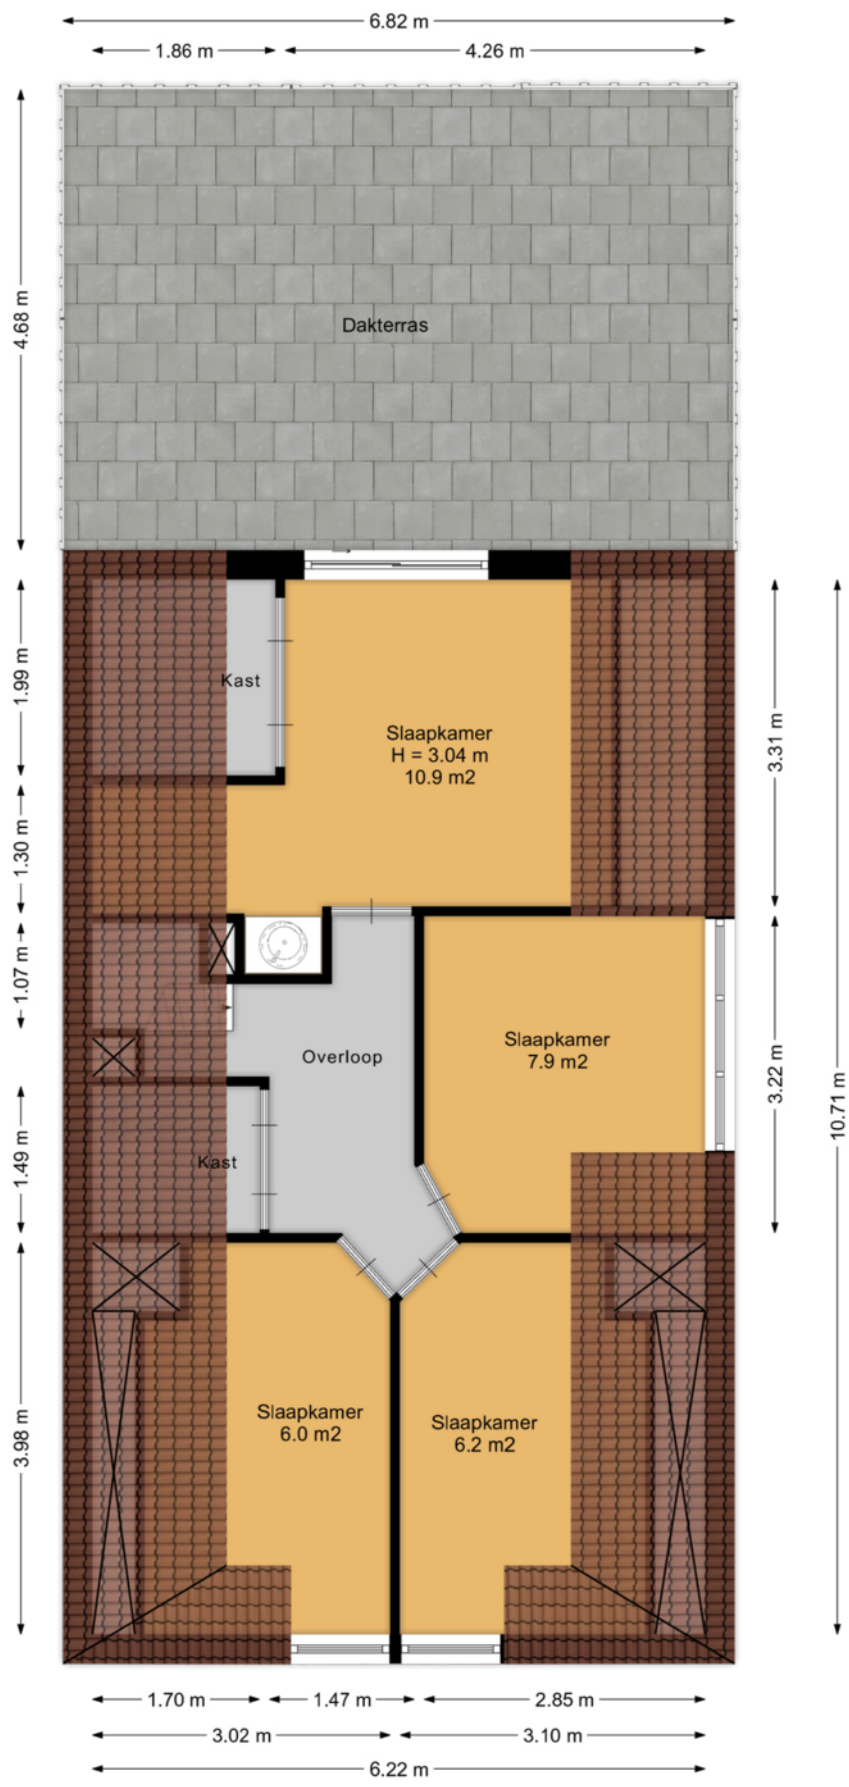 6.82 m
1.86 m
4.26 m
4.68 m
Dakterras
1.99 m
Kast
Slaapkamer
H = 3.04 m
10.9 m2
3.31 m
1.30 m
1.07 m
Overloop
Slaapkamer
7.9 m2
3.22 m
10.71 m
1.49 m
Kast
3.98 m
Slaapkamer
6.0 m2
Slaapkamer
6.2 m2
1.70 m
1.47 m
2.85 m
3.02 m
3.10 m
6.22 m